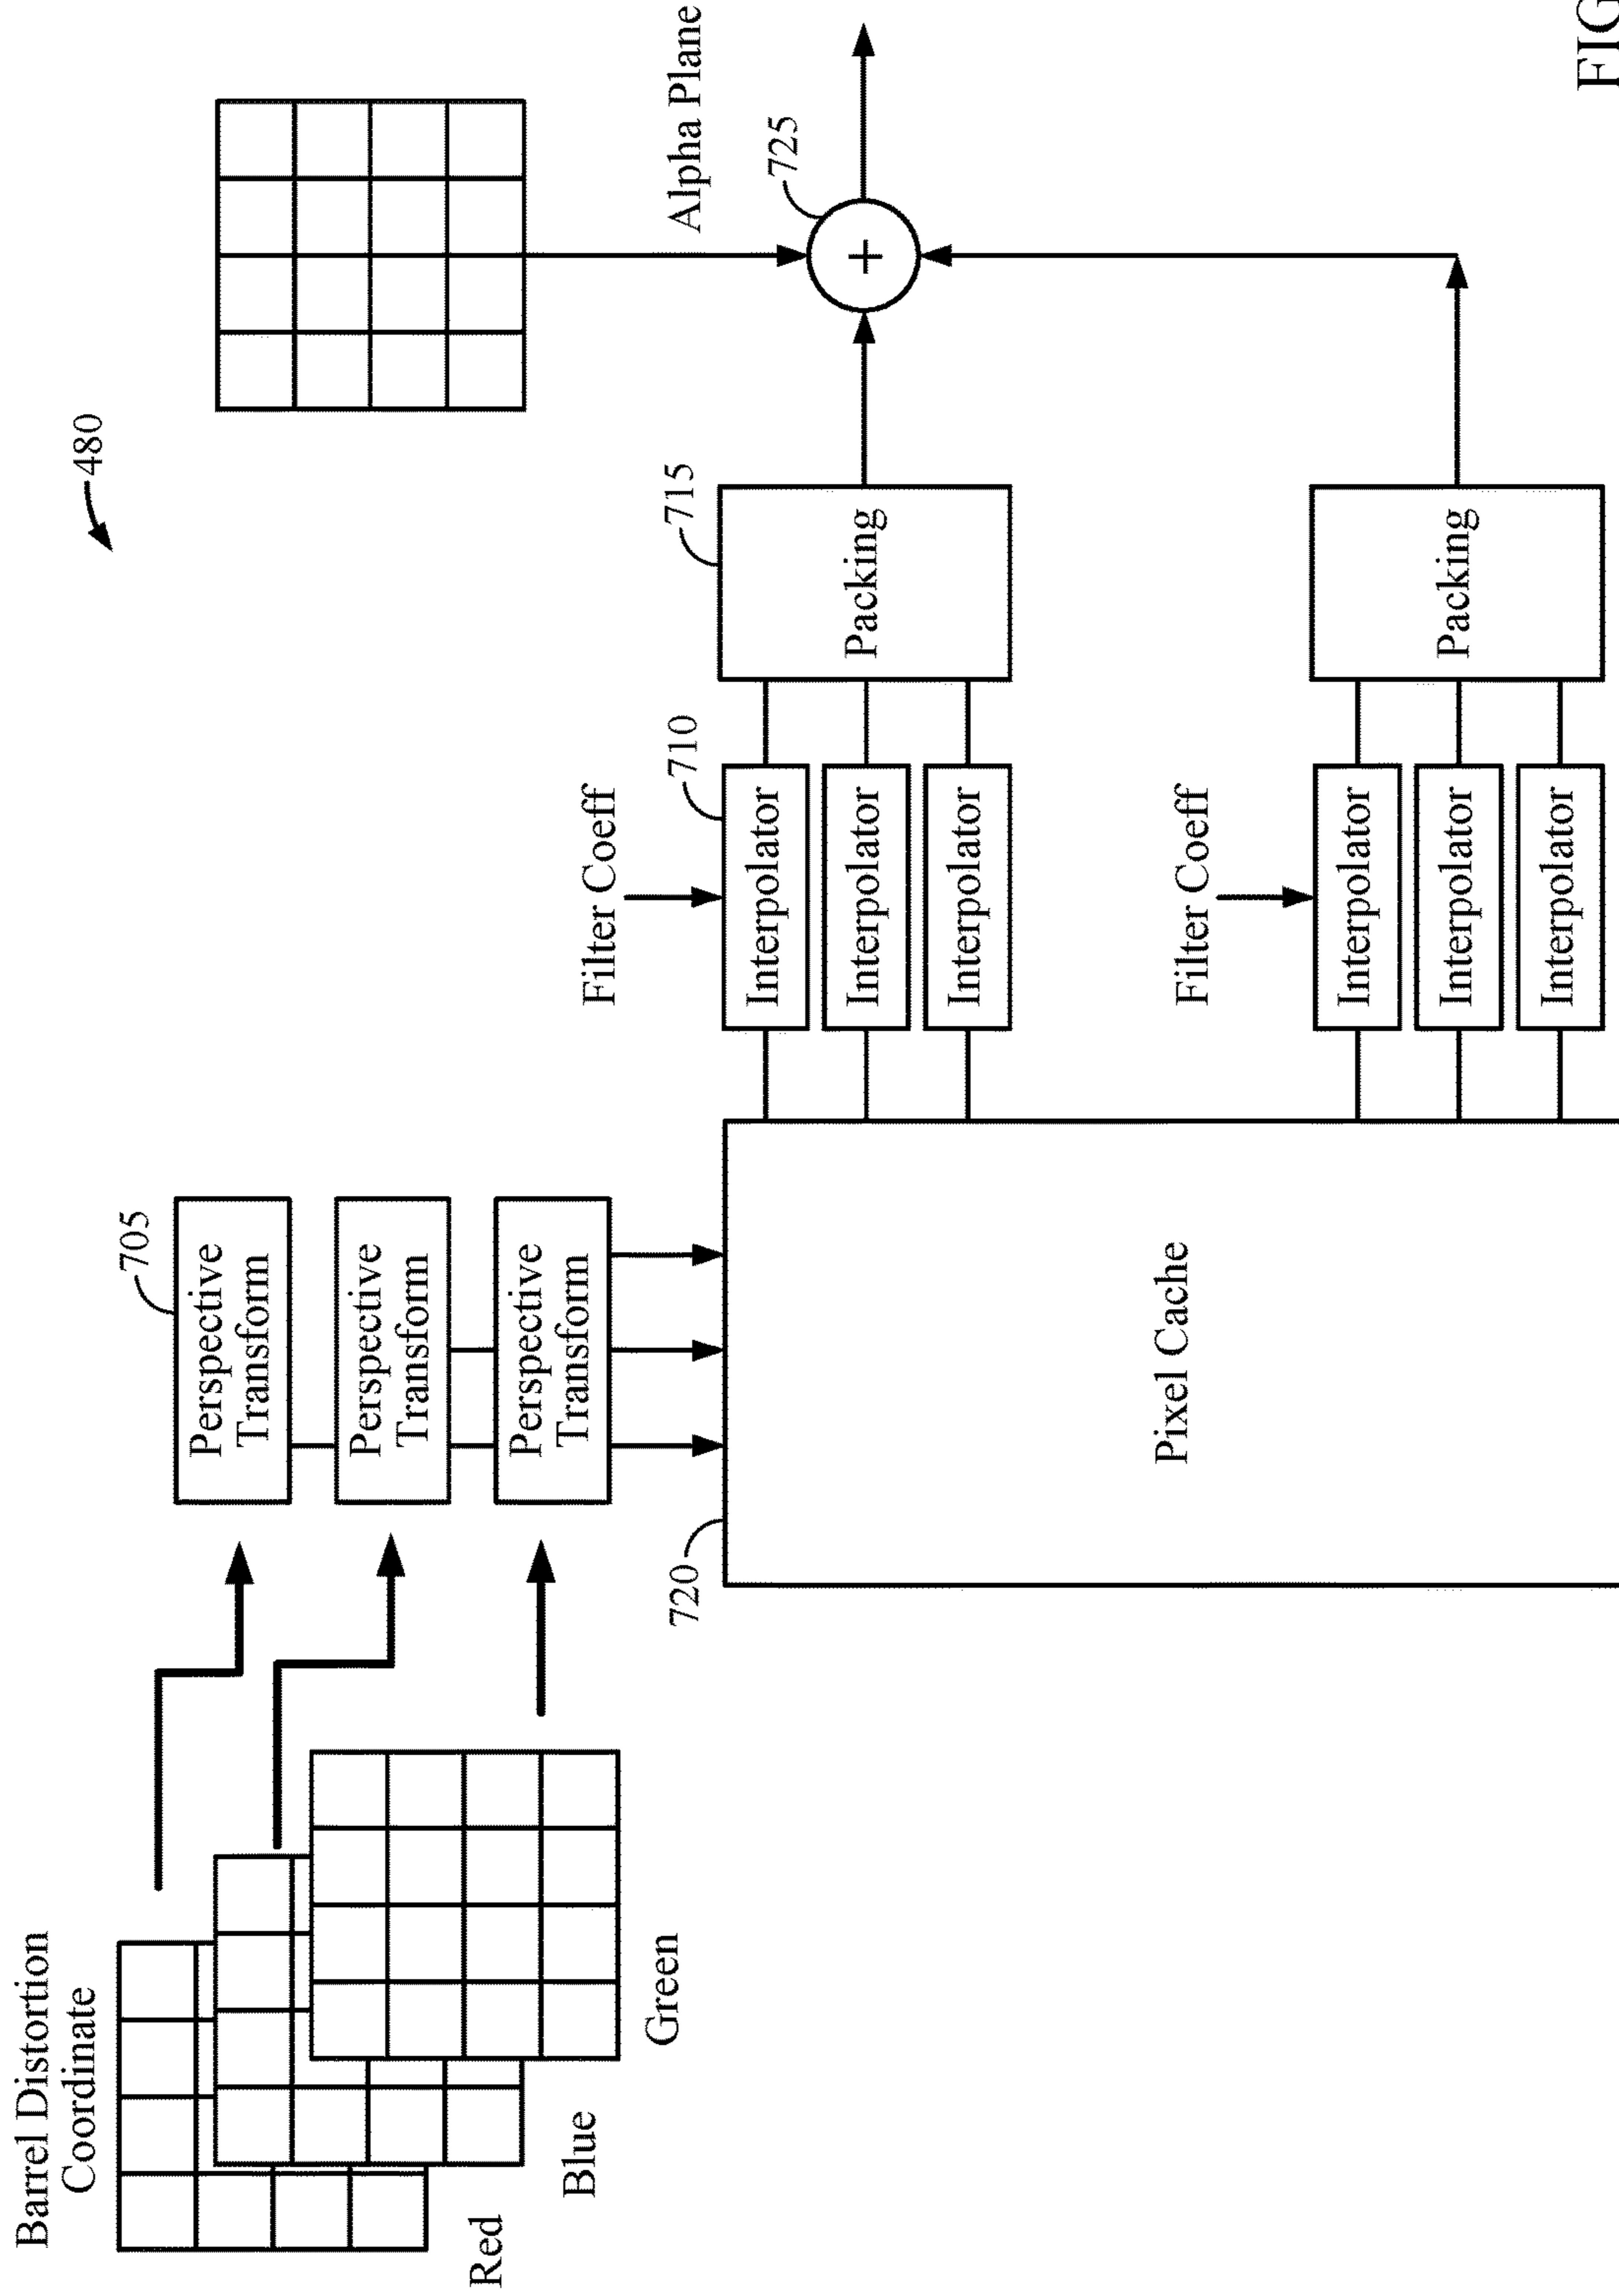 480
Barrel Distortion
Coordinate
Red
Blue
Green
705
Perspective
Transform
Perspective
Transform
Perspective
Transform
720
Pixel Cache
Filter Coeff
710
Interpolator
Interpolator
Interpolator
715
Packing
Alpha Plane
725
+
Filter Coeff
Interpolator
Interpolator
Interpolator
Packing
FIG